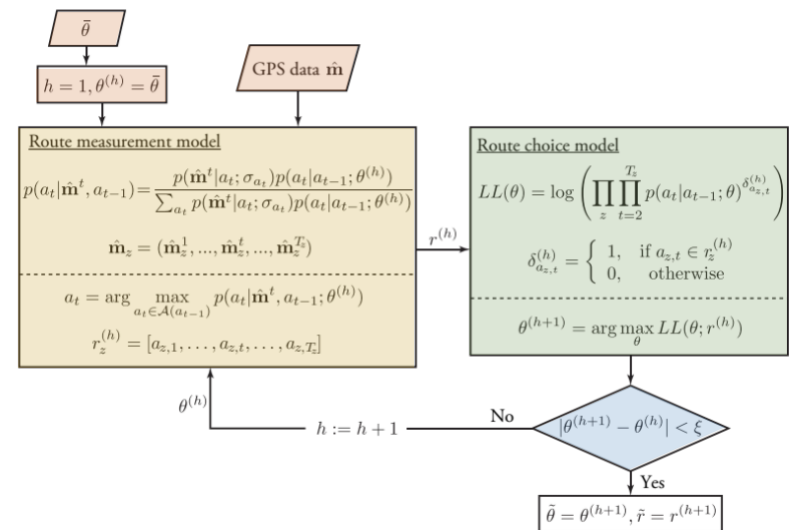 θ̄
h = 1, θ^(h) = θ̄
GPS data m̂
Route measurement model
p(a_t|m̂^t, a_{t−1}) = p(m̂^t|a_t; σ_{a_t})p(a_t|a_{t−1}; θ^(h)) / ∑_{a_t} p(m̂^t|a_t; σ_{a_t})p(a_t|a_{t−1}; θ^(h))
m̂_z = (m̂_z^1, ..., m̂_z^t, ..., m̂_z^{T_z})
a_t = arg max_{a_t∈A(a_{t−1})} p(a_t|m̂^t, a_{t−1}; θ^(h))
r_z^(h) = [a_{z,1}, . . . , a_{z,t}, . . . , a_{z,T_z}]
r^(h)
Route choice model
LL(θ) = log ( ∏_z ∏_{t=2}^{T_z} p(a_t|a_{t−1}; θ)^{δ_{a_{z,t}}^(h)} )
δ_{a_{z,t}}^(h) = { 1, if a_{z,t} ∈ r_z^(h)
0, otherwise
θ^(h+1) = arg max_θ LL(θ; r^(h))
θ^(h)
h := h + 1
No
|θ^(h+1) − θ^(h)| < ξ
Yes
θ̃ = θ^(h+1), r̃ = r^(h+1)